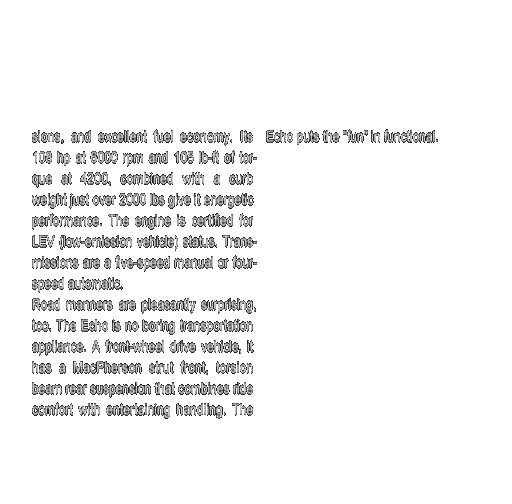 sions, and excellent fuel economy. Its
108 hp at 6000 rpm and 105 lb-ft of tor-
que at 4200, combined with a curb
weight just over 2000 lbs give it energetic
performance. The engine is certified for
LEV (low-emission vehicle) status. Trans-
missions are a five-speed manual or four-
speed automatic.
Road manners are pleasantly surprising,
too. The Echo is no boring transportation
appliance. A front-wheel drive vehicle, it
has a MacPherson strut front, torsion
beam rear suspension that combines ride
comfort with entertaining handling. The
Echo puts the "fun" in functional.